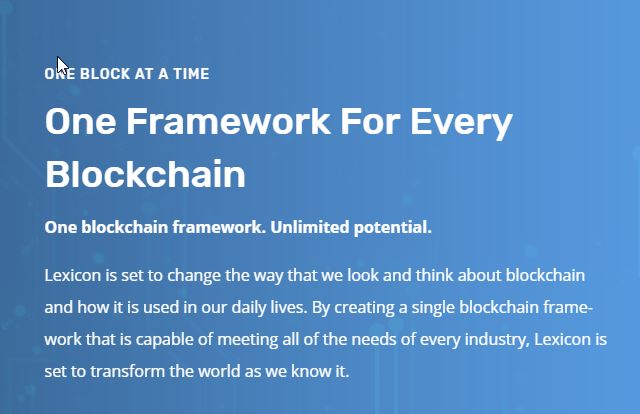 ONE BLOCK AT A TIME
One Framework For Every
Blockchain
One blockchain framework. Unlimited potential.
Lexicon is set to change the way that we look and think about blockchain
and how it is used in our daily lives. By creating a single blockchain frame-
work that is capable of meeting all of the needs of every industry, Lexicon is
set to transform the world as we know it.